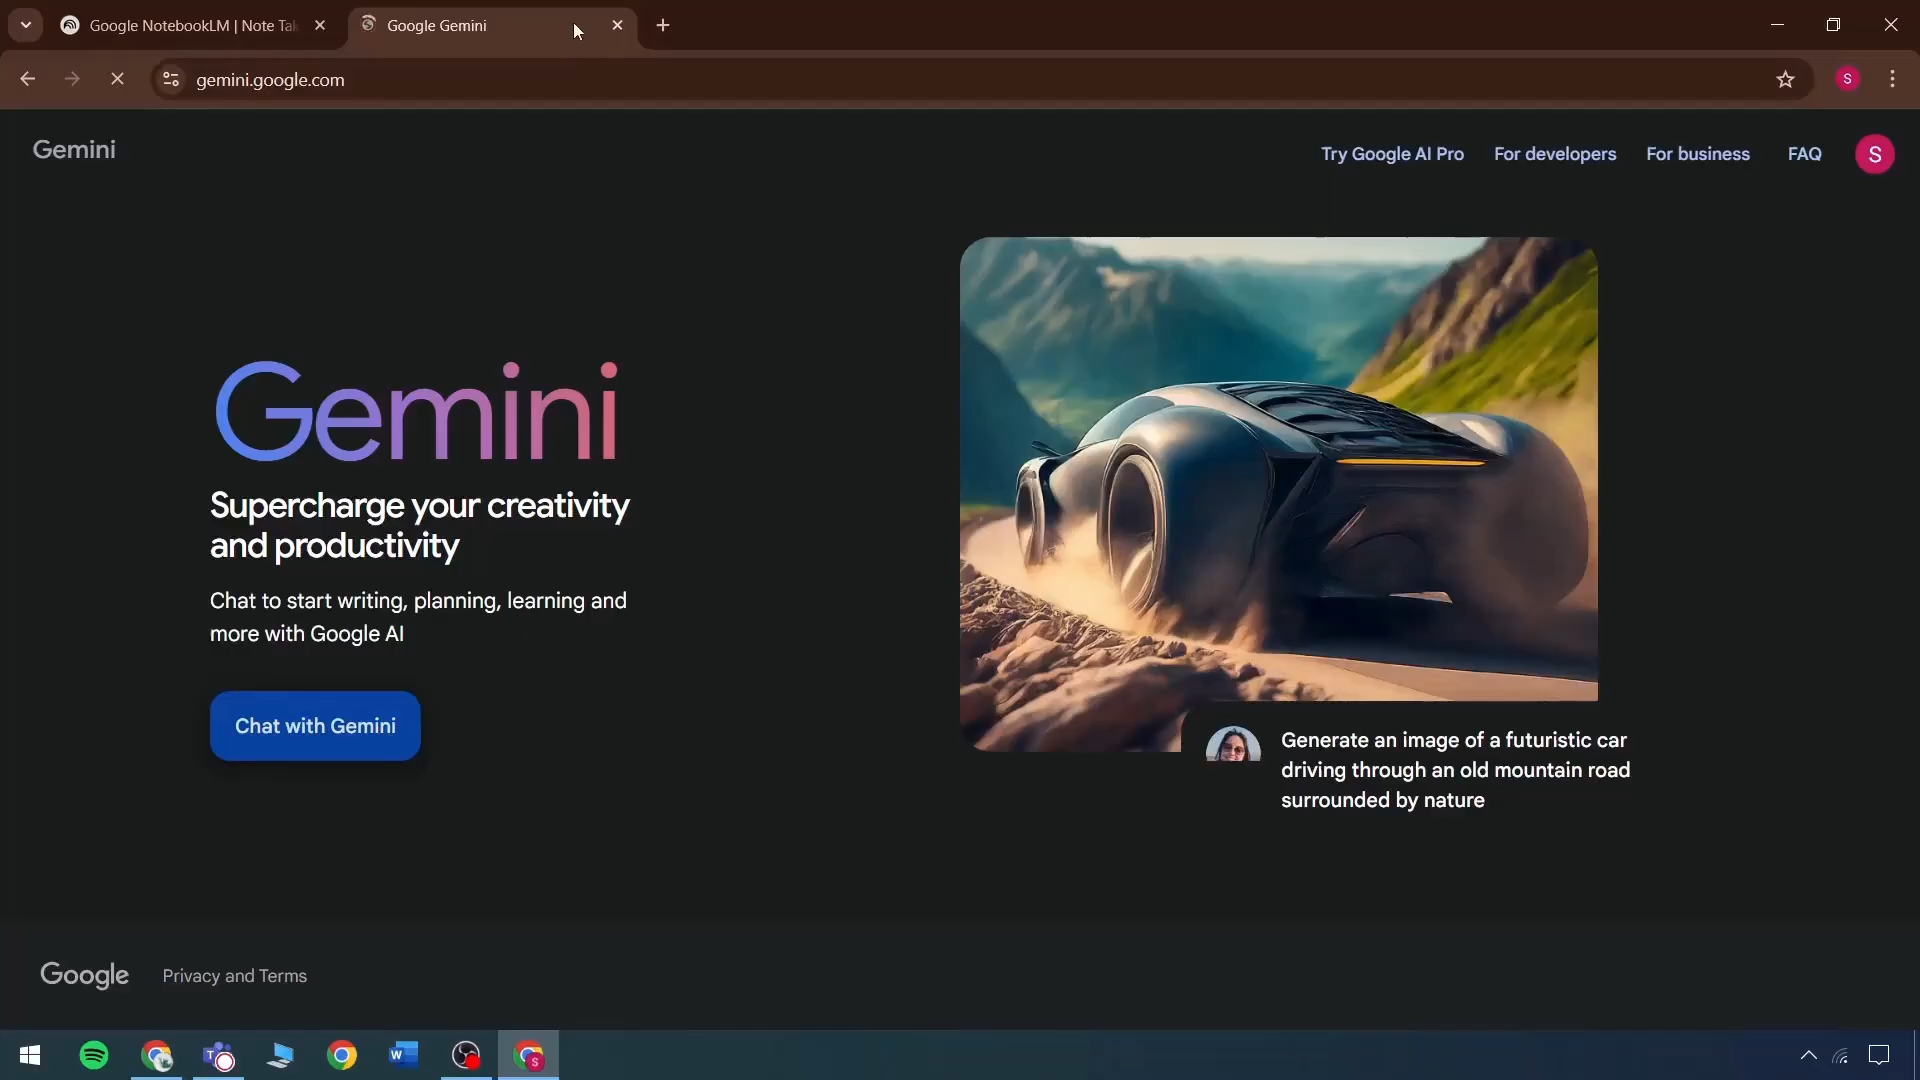 Google NotebookLM | Note Tak
Google Gemini
gemini.google.com
S
Gemini
Try Google AI Pro
For developers
For business
FAQ
S
Gemini
Supercharge your creativity
and productivity
Chat to start writing, planning, learning and
more with Google AI
Chat with Gemini
Generate an image of a futuristic car
driving through an old mountain road
surrounded by nature
Google
Privacy and Terms